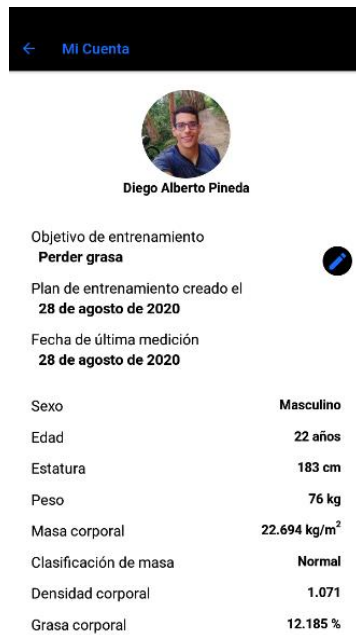 Mi Cuenta
Diego Alberto Pineda
Objetivo de entrenamiento
Perder grasa
Plan de entrenamiento creado el
28 de agosto de 2020
Fecha de última medición
28 de agosto de 2020
Sexo Masculino
Edad 22 años
Estatura 183 cm
Peso 76 kg
Masa corporal 22.694 kg/m²
Clasificación de masa Normal
Densidad corporal 1.071
Grasa corporal 12.185 %